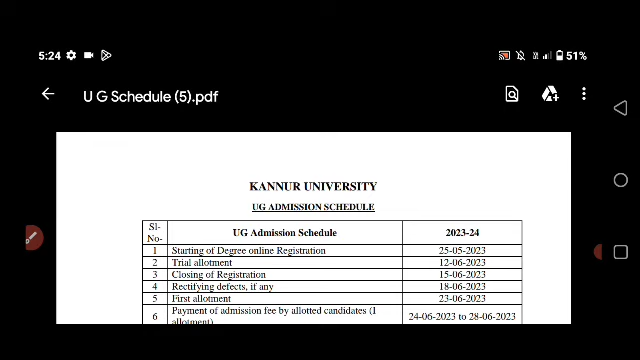 5:24 51%
U G Schedule (5).pdf
KANNUR UNIVERSITY
UG ADMISSION SCHEDULE
Sl-No- UG Admission Schedule 2023-24
1 Starting of Degree online Registration 25-05-2023
2 Trial allotment 12-06-2023
3 Closing of Registration 15-06-2023
4 Rectifying defects, if any 18-06-2023
5 First allotment 23-06-2023
6 Payment of admission fee by allotted candidates (I 24-06-2023 to 28-06-2023
allotment)